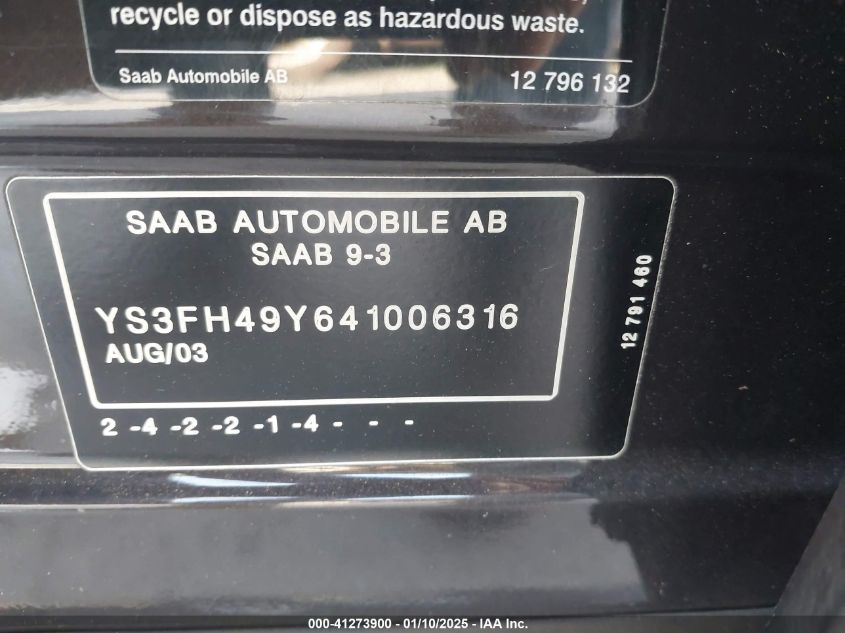 recycle or dispose as hazardous waste.
Saab Automobile AB 12 796 132
SAAB AUTOMOBILE AB
SAAB 9-3
YS3FH49Y641006316
AUG/03
2 -4 -2 -2 -1 -4 - - -
12 791 460
000-41273900 - 01/10/2025 - IAA Inc.